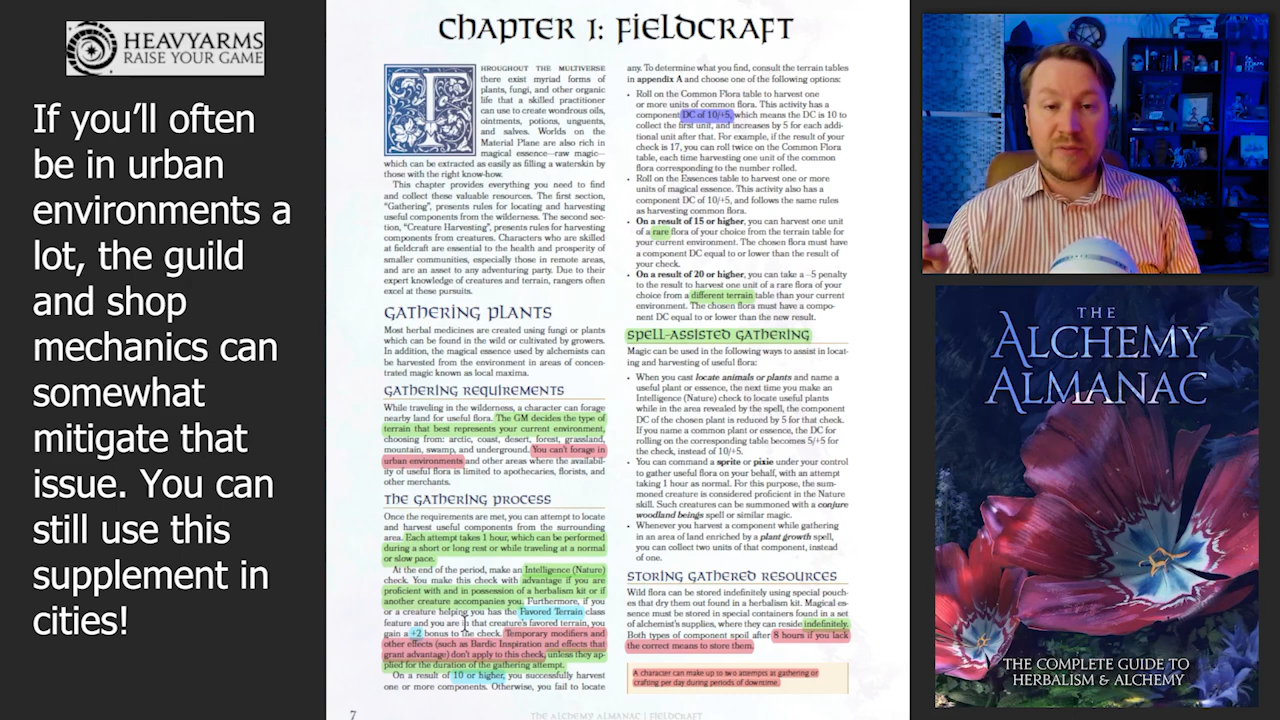 HEAVYARMS
RAISE YOUR GAME
If you'll often
be in urban
environments a
lot, the guild
and shop
mechanics can
somewhat
mitigate that
issue. You can
still use this
supplement in
cities!
CHAPTER 1: FIELDCRAFT
THROUGHOUT THE MULTIVERSE
there exist myriad forms of
plants, fungi, and other organic
life that a skilled practitioner
can use to create wondrous oils,
ointments, potions, unguents,
and salves. Worlds on the
Material Plane are also rich in
magical essence—raw magic—
which can be extracted as easily as filling a waterskin by
those with the right know-how.
This chapter provides everything you need to find
and collect these valuable resources. The first section,
"Gathering", presents rules for locating and harvesting
useful components from the wilderness. The second sec-
tion, "Creature Harvesting", presents rules for harvesting
components from creatures. Characters who are skilled
at fieldcraft are essential to the health and prosperity of
smaller communities, especially those in remote areas,
and are an asset to any adventuring party. Due to their
expert knowledge of creatures and terrain, rangers often
excel at these pursuits.
GATHERING PLANTS
Most herbal medicines are created using fungi or plants
which can be found in the wild or cultivated by growers.
In addition, the magical essence used by alchemists can
be harvested from the environment in areas of concen-
trated magic known as local maxima.
GATHERING REQUIREMENTS
While traveling in the wilderness, a character can forage
nearby land for useful flora. The GM decides the type of
terrain that best represents your current environment,
choosing from: arctic, coast, desert, forest, grassland,
mountain, swamp, and underground. You can't forage in
urban environments and other areas where the availabil-
ity of useful flora is limited to apothecaries, florists, and
other merchants.
THE GATHERING PROCESS
Once the requirements are met, you can attempt to locate
and harvest useful components from the surrounding
area. Each attempt takes 1 hour, which can be performed
during a short or long rest or while traveling at a normal
or slow pace.
At the end of the period, make an Intelligence (Nature)
check. You make this check with advantage if you are
proficient with and in possession of a herbalism kit or if
another creature accompanies you. Furthermore, if you
or a creature helping you has the Favored Terrain class
feature and you are in that creature's favored terrain, you
gain a +2 bonus to the check. Temporary modifiers and
other effects (such as Bardic Inspiration and effects that
grant advantage) don't apply to this check, unless they ap-
plied for the duration of the gathering attempt.
On a result of 10 or higher, you successfully harvest
one or more components. Otherwise, you fail to locate
any. To determine what you find, consult the terrain tables
in appendix A and choose one of the following options:
• Roll on the Common Flora table to harvest one
or more units of common flora. This activity has a
component DC of 10/+5, which means the DC is 10 to
collect the first unit, and increases by 5 for each addi-
tional unit after that. For example, if the result of your
check is 17, you can roll twice on the Common Flora
table, each time harvesting one unit of the common
flora corresponding to the number rolled.
• Roll on the Essences table to harvest one or more
units of magical essence. This activity also has a
component DC of 10/+5, and follows the same rules
as harvesting common flora.
• On a result of 15 or higher, you can harvest one unit
of a rare flora of your choice from the terrain table for
your current environment. The chosen flora must have
a component DC equal to or lower than the result of
your check.
• On a result of 20 or higher, you can take a −5 penalty
to the result to harvest one unit of a rare flora of your
choice from a different terrain table than your current
environment. The chosen flora must have a compo-
nent DC equal to or lower than the new result.
SPELL-ASSISTED GATHERING
Magic can be used in the following ways to assist in locat-
ing and harvesting of useful flora:
• When you cast locate animals or plants and name a
useful plant or essence, the next time you make an
Intelligence (Nature) check to locate useful plants
while in the area revealed by the spell, the component
DC of the chosen plant is reduced by 5 for that check.
If you name a common plant or essence, the DC for
rolling on the corresponding table becomes 5/+5 for
the check, instead of 10/+5.
• You can command a sprite or pixie under your control
to gather useful flora on your behalf, with an attempt
taking 1 hour as normal. For this purpose, the sum-
moned creature is considered proficient in the Nature
skill. Such creatures can be summoned with a conjure
woodland beings spell or similar magic.
• Whenever you harvest a component while gathering
in an area of land enriched by a plant growth spell,
you can collect two units of that component, instead
of one.
STORING GATHERED RESOURCES
Wild flora can be stored indefinitely using special pouch-
es that dry them out found in a herbalism kit. Magical es-
sence must be stored in special containers found in a set
of alchemist's supplies, where they can reside indefinitely.
Both types of component spoil after 8 hours if you lack
the correct means to store them.
A character can make up to two attempts at gathering or
crafting per day during periods of downtime.
7
THE ALCHEMY ALMANAC | FIELDCRAFT
THE
ALCHEMY
ALMANAC
THE COMPLETE GUIDE TO
HERBALISM & ALCHEMY